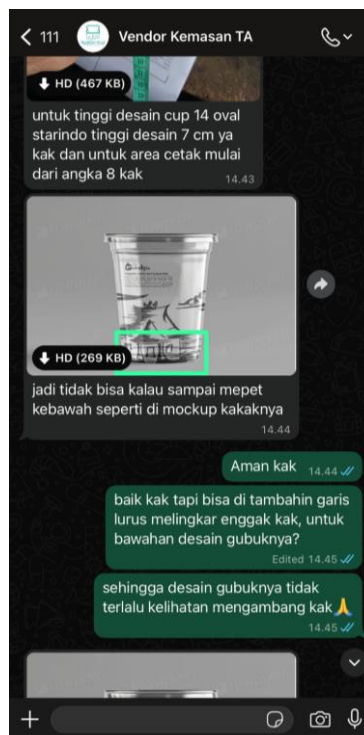 111
Vendor Kemasan TA
HD (467 KB)
untuk tinggi desain cup 14 oval
starindo tinggi desain 7 cm ya
kak dan untuk area cetak mulai
dari angka 8 kak
14.43
HD (269 KB)
jadi tidak bisa kalau sampai mepet
kebawah seperti di mockup kakaknya
14.44
Aman kak
14.44
baik kak tapi bisa di tambahin garis
lurus melingkar enggak kak, untuk
bawahan desain gubuknya?
Edited 14.45
sehingga desain gubuknya tidak
terlalu kelihatan mengambang kak🙏
14.45